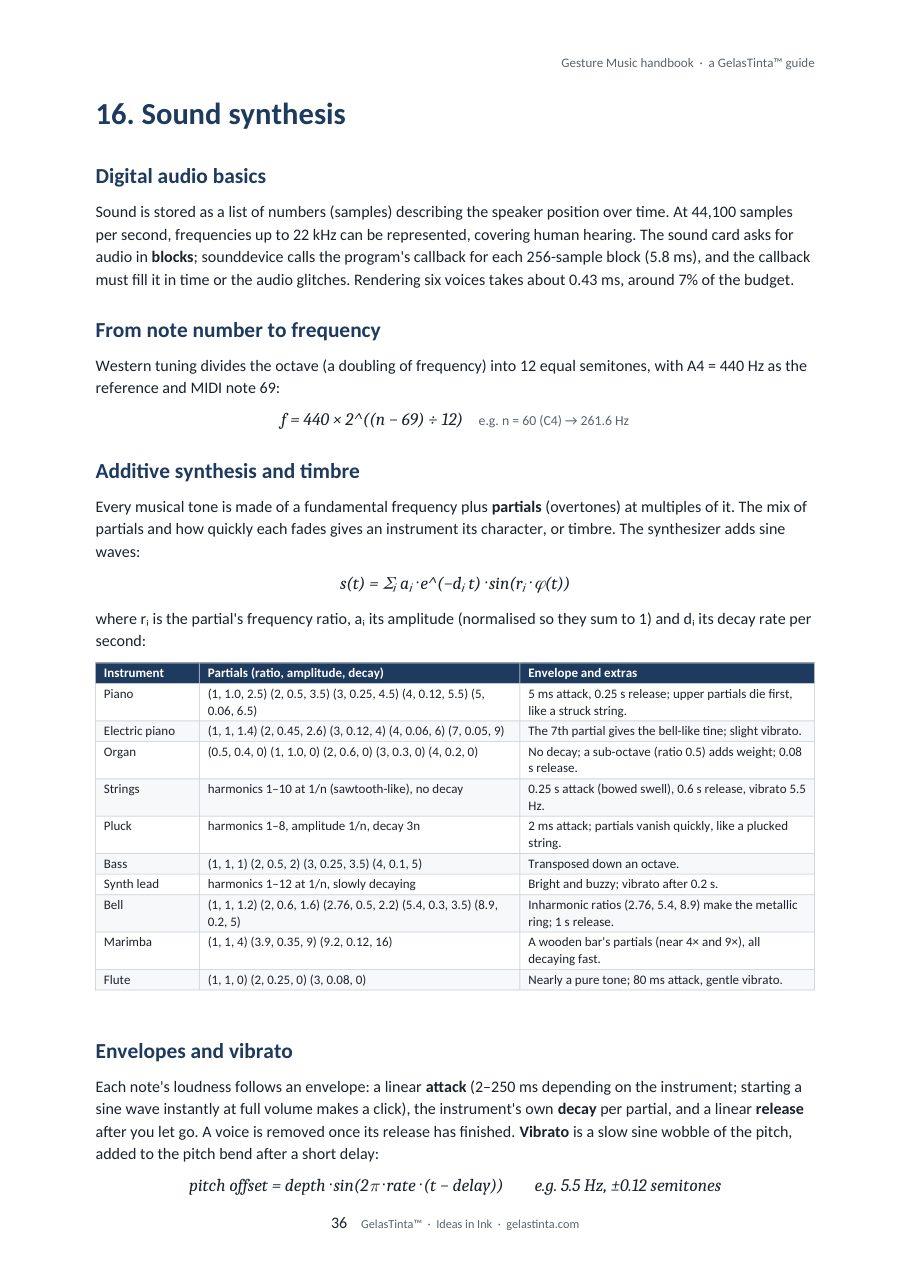 Gesture Music handbook · a GelasTinta™ guide
16. Sound synthesis
Digital audio basics
Sound is stored as a list of numbers (samples) describing the speaker position over time. At 44,100 samples
per second, frequencies up to 22 kHz can be represented, covering human hearing. The sound card asks for
audio in blocks; sounddevice calls the program's callback for each 256-sample block (5.8 ms), and the callback
must fill it in time or the audio glitches. Rendering six voices takes about 0.43 ms, around 7% of the budget.
From note number to frequency
Western tuning divides the octave (a doubling of frequency) into 12 equal semitones, with A4 = 440 Hz as the
reference and MIDI note 69:
f = 440 × 2^((n − 69) ÷ 12) e.g. n = 60 (C4) → 261.6 Hz
Additive synthesis and timbre
Every musical tone is made of a fundamental frequency plus partials (overtones) at multiples of it. The mix of
partials and how quickly each fades gives an instrument its character, or timbre. The synthesizer adds sine
waves:
s(t) = Σᵢ aᵢ · e^(−dᵢ t) · sin(rᵢ · φ(t))
where rᵢ is the partial's frequency ratio, aᵢ its amplitude (normalised so they sum to 1) and dᵢ its decay rate per
second:
Instrument Partials (ratio, amplitude, decay) Envelope and extras
Piano (1, 1.0, 2.5) (2, 0.5, 3.5) (3, 0.25, 4.5) (4, 0.12, 5.5) (5, 5 ms attack, 0.25 s release; upper partials die first,
0.06, 6.5) like a struck string.
Electric piano (1, 1, 1.4) (2, 0.45, 2.6) (3, 0.12, 4) (4, 0.06, 6) (7, 0.05, 9) The 7th partial gives the bell-like tine; slight vibrato.
Organ (0.5, 0.4, 0) (1, 1.0, 0) (2, 0.6, 0) (3, 0.3, 0) (4, 0.2, 0) No decay; a sub-octave (ratio 0.5) adds weight; 0.08
s release.
Strings harmonics 1–10 at 1/n (sawtooth-like), no decay 0.25 s attack (bowed swell), 0.6 s release, vibrato 5.5
Hz.
Pluck harmonics 1–8, amplitude 1/n, decay 3n 2 ms attack; partials vanish quickly, like a plucked
string.
Bass (1, 1, 1) (2, 0.5, 2) (3, 0.25, 3.5) (4, 0.1, 5) Transposed down an octave.
Synth lead harmonics 1–12 at 1/n, slowly decaying Bright and buzzy; vibrato after 0.2 s.
Bell (1, 1, 1.2) (2, 0.6, 1.6) (2.76, 0.5, 2.2) (5.4, 0.3, 3.5) (8.9, Inharmonic ratios (2.76, 5.4, 8.9) make the metallic
0.2, 5) ring; 1 s release.
Marimba (1, 1, 4) (3.9, 0.35, 9) (9.2, 0.12, 16) A wooden bar's partials (near 4× and 9×), all
decaying fast.
Flute (1, 1, 0) (2, 0.25, 0) (3, 0.08, 0) Nearly a pure tone; 80 ms attack, gentle vibrato.
Envelopes and vibrato
Each note's loudness follows an envelope: a linear attack (2–250 ms depending on the instrument; starting a
sine wave instantly at full volume makes a click), the instrument's own decay per partial, and a linear release
after you let go. A voice is removed once its release has finished. Vibrato is a slow sine wobble of the pitch,
added to the pitch bend after a short delay:
pitch offset = depth · sin(2π · rate · (t − delay)) e.g. 5.5 Hz, ±0.12 semitones
36 GelasTinta™ · Ideas in Ink · gelastinta.com